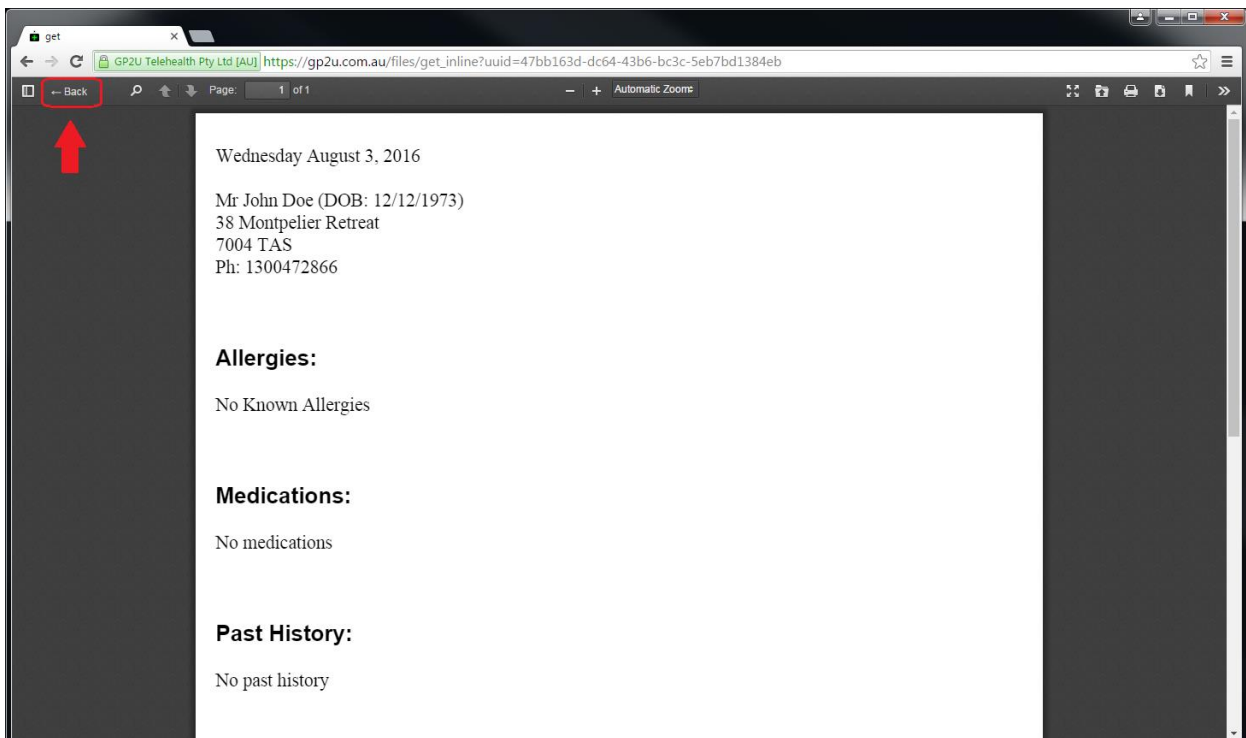 get
GP2U Telehealth Pty Ltd [AU] https://gp2u.com.au/files/get_inline?uuid=47bb163d-dc64-43b6-bc3c-5eb7bd1384eb
←Back Page: 1 of 1 Automatic Zoom
Wednesday August 3, 2016
Mr John Doe (DOB: 12/12/1973)
38 Montpelier Retreat
7004 TAS
Ph: 1300472866
Allergies:
No Known Allergies
Medications:
No medications
Past History:
No past history